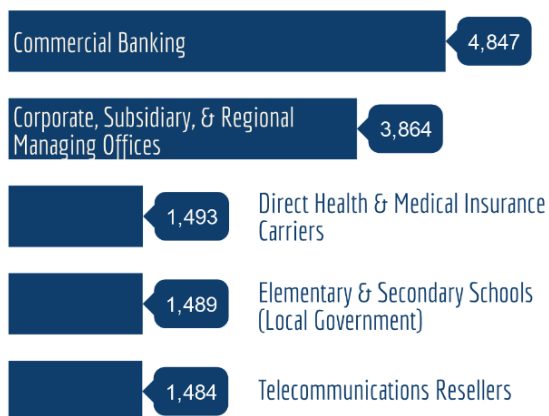 Commercial Banking
4,847
Corporate, Subsidiary, & Regional
Managing Offices
3,864
1,493
Direct Health & Medical Insurance
Carriers
1,489
Elementary & Secondary Schools
(Local Government)
1,484
Telecommunications Resellers